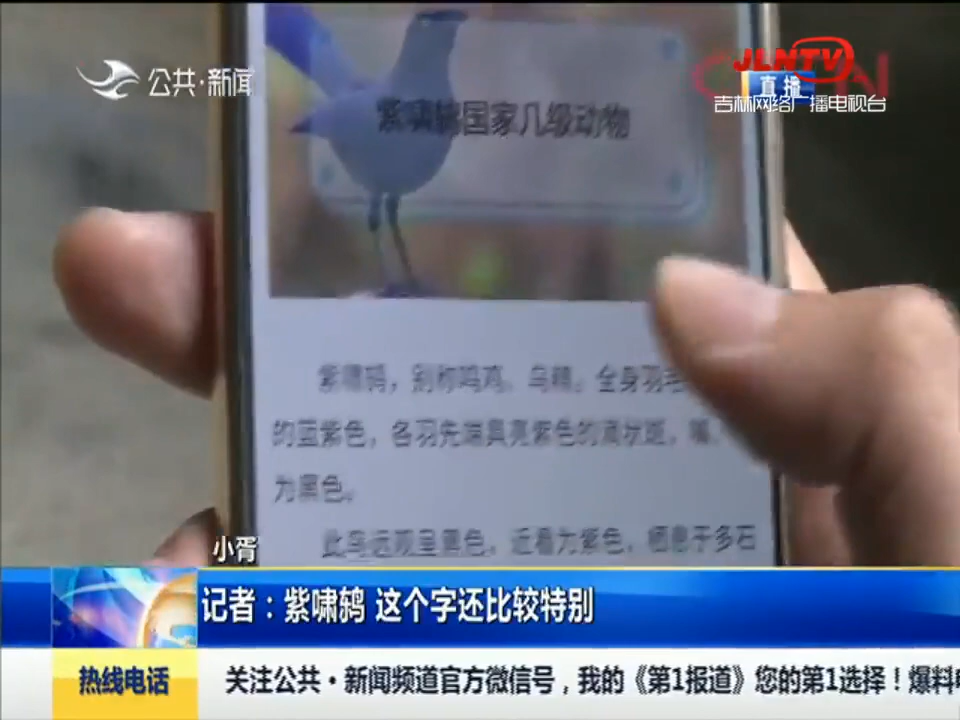 公共·新闻
JLNTV
直播
吉林网络广播电视台
紫啸鸫国家几级动物
紫啸鸫，别称鸣鸡、乌精。全身羽毛
的蓝紫色，各羽先端具亮紫色的滴状斑，嘴、
为黑色。
此鸟远观呈黑色，近看为紫色，栖息于多石
小胥
记者：紫啸鸫 这个字还比较特别
热线电话
关注公共·新闻频道官方微信号，我的《第1报道》您的第1选择！爆料